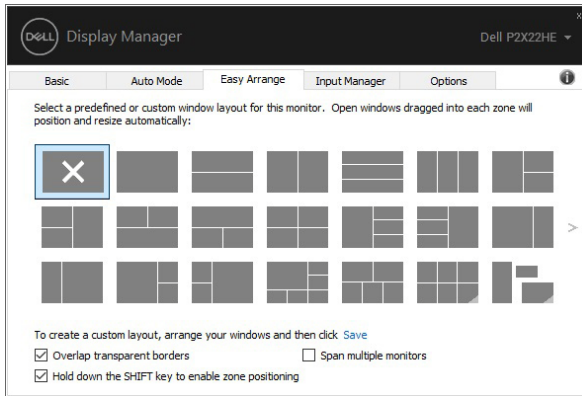 DELL Display Manager
Dell P2X22HE
Basic
Auto Mode
Easy Arrange
Input Manager
Options
Select a predefined or custom window layout for this monitor. Open windows dragged into each zone will
position and resize automatically:
To create a custom layout, arrange your windows and then click Save
Overlap transparent borders
Span multiple monitors
Hold down the SHIFT key to enable zone positioning